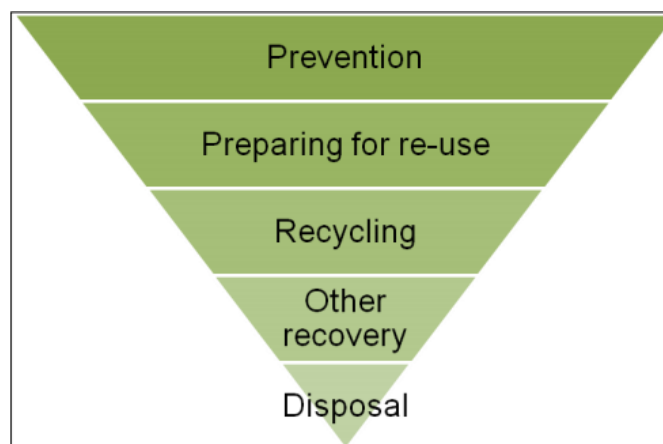 Prevention
Preparing for re-use
Recycling
Other
recovery
Disposal